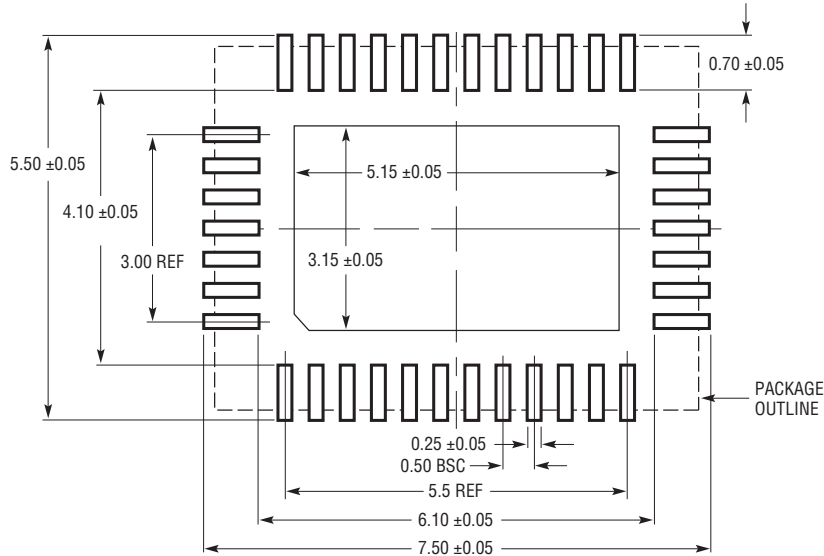 0.70 ±0.05
5.50 ±0.05
5.15 ±0.05
4.10 ±0.05
3.00 REF
3.15 ±0.05
PACKAGE
OUTLINE
0.25 ±0.05
0.50 BSC
5.5 REF
6.10 ±0.05
7.50 ±0.05